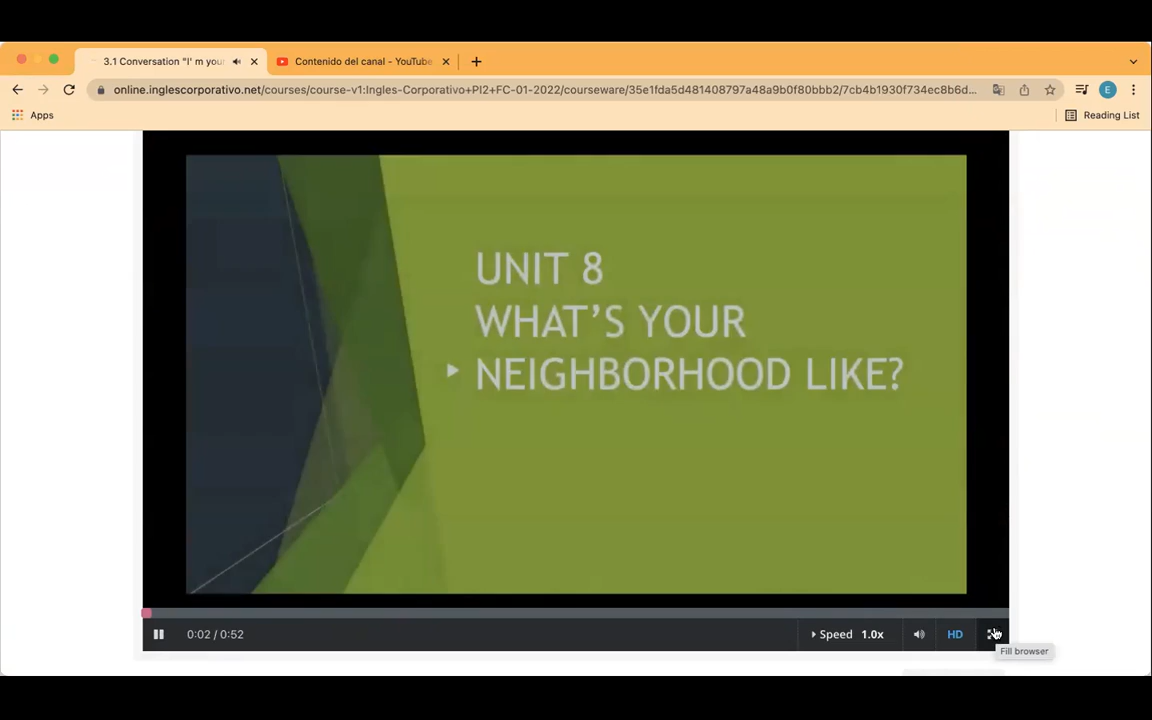 3.1 Conversation "I' m your
Contenido del canal - YouTube
online.inglescorporativo.net/courses/course-v1:Ingles-Corporativo+PI2+FC-01-2022/courseware/35e1fda5d481408797a48a9b0f80bbb2/7cb4b1930f734ec8b6d...
E
Apps
Reading List
UNIT 8
WHAT'S YOUR
NEIGHBORHOOD LIKE?
0:02 / 0:52
Speed 1.0x
HD
Fill browser